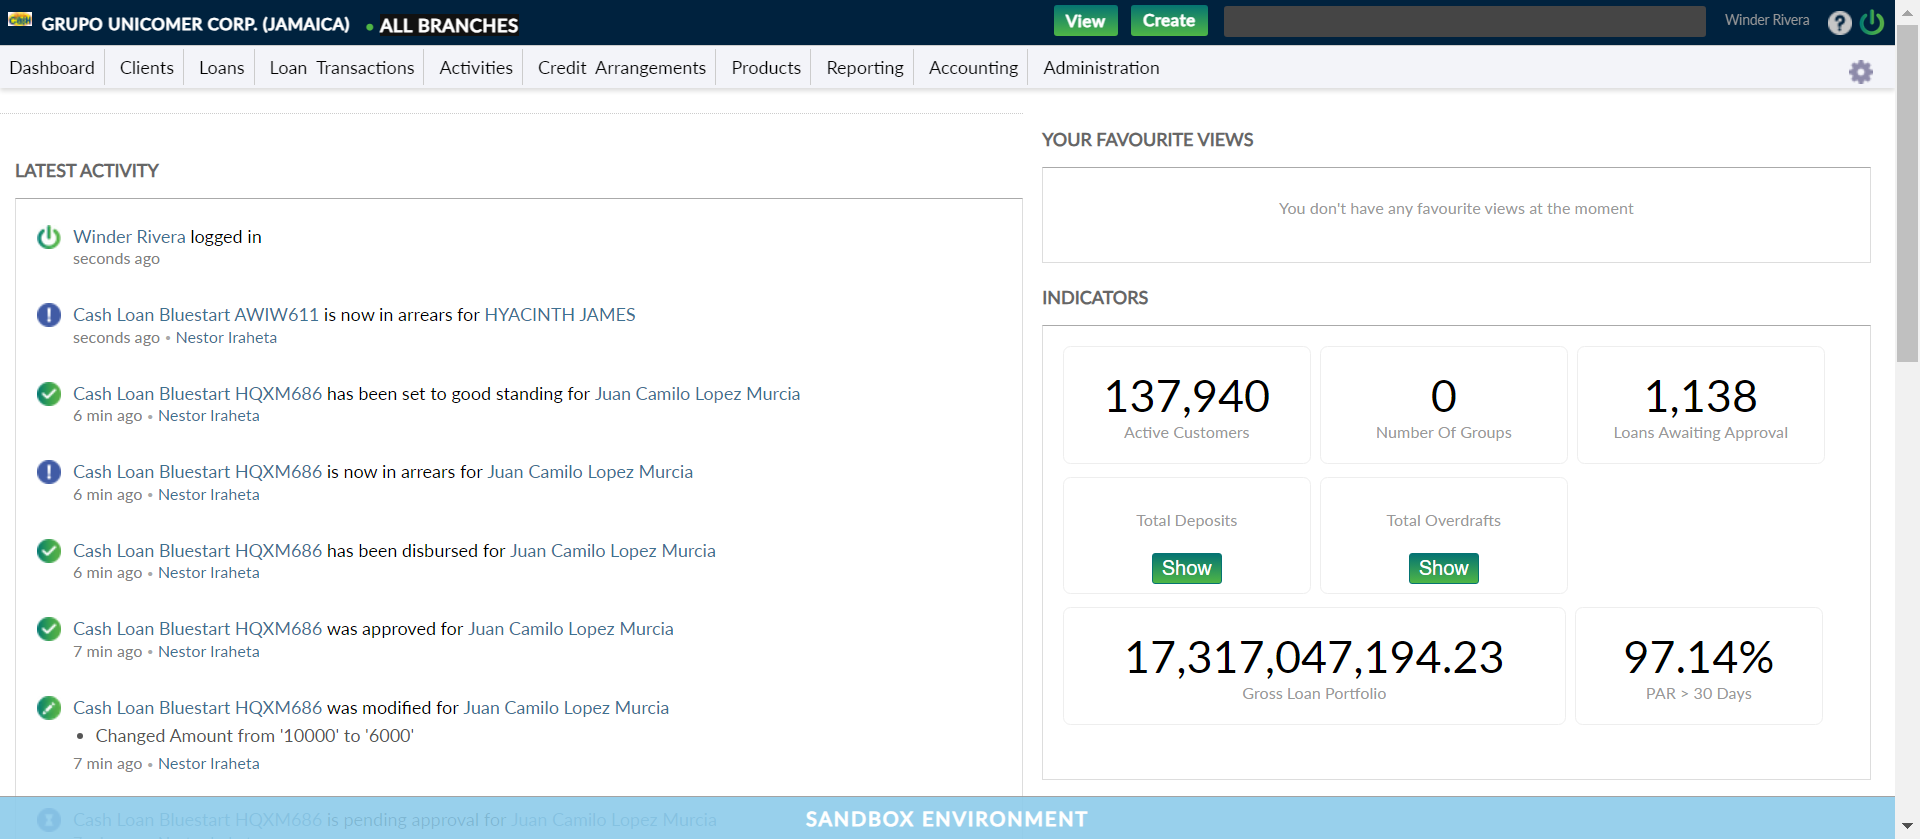 GRUPO UNICOMER CORP. (JAMAICA) • ALL BRANCHES
View Create Winder Rivera ?
Dashboard Clients Loans Loan Transactions Activities Credit Arrangements Products Reporting Accounting Administration
LATEST ACTIVITY
Winder Rivera logged in
seconds ago
Cash Loan Bluestart AWIW611 is now in arrears for HYACINTH JAMES
seconds ago • Nestor Iraheta
Cash Loan Bluestart HQXM686 has been set to good standing for Juan Camilo Lopez Murcia
6 min ago • Nestor Iraheta
Cash Loan Bluestart HQXM686 is now in arrears for Juan Camilo Lopez Murcia
6 min ago • Nestor Iraheta
Cash Loan Bluestart HQXM686 has been disbursed for Juan Camilo Lopez Murcia
6 min ago • Nestor Iraheta
Cash Loan Bluestart HQXM686 was approved for Juan Camilo Lopez Murcia
7 min ago • Nestor Iraheta
Cash Loan Bluestart HQXM686 was modified for Juan Camilo Lopez Murcia
• Changed Amount from '10000' to '6000'
7 min ago • Nestor Iraheta
Cash Loan Bluestart HQXM686 is pending approval for Juan Camilo Lopez Murcia
YOUR FAVOURITE VIEWS
You don't have any favourite views at the moment
INDICATORS
137,940
Active Customers
0
Number Of Groups
1,138
Loans Awaiting Approval
Total Deposits
Show
Total Overdrafts
Show
17,317,047,194.23
Gross Loan Portfolio
97.14%
PAR > 30 Days
SANDBOX ENVIRONMENT